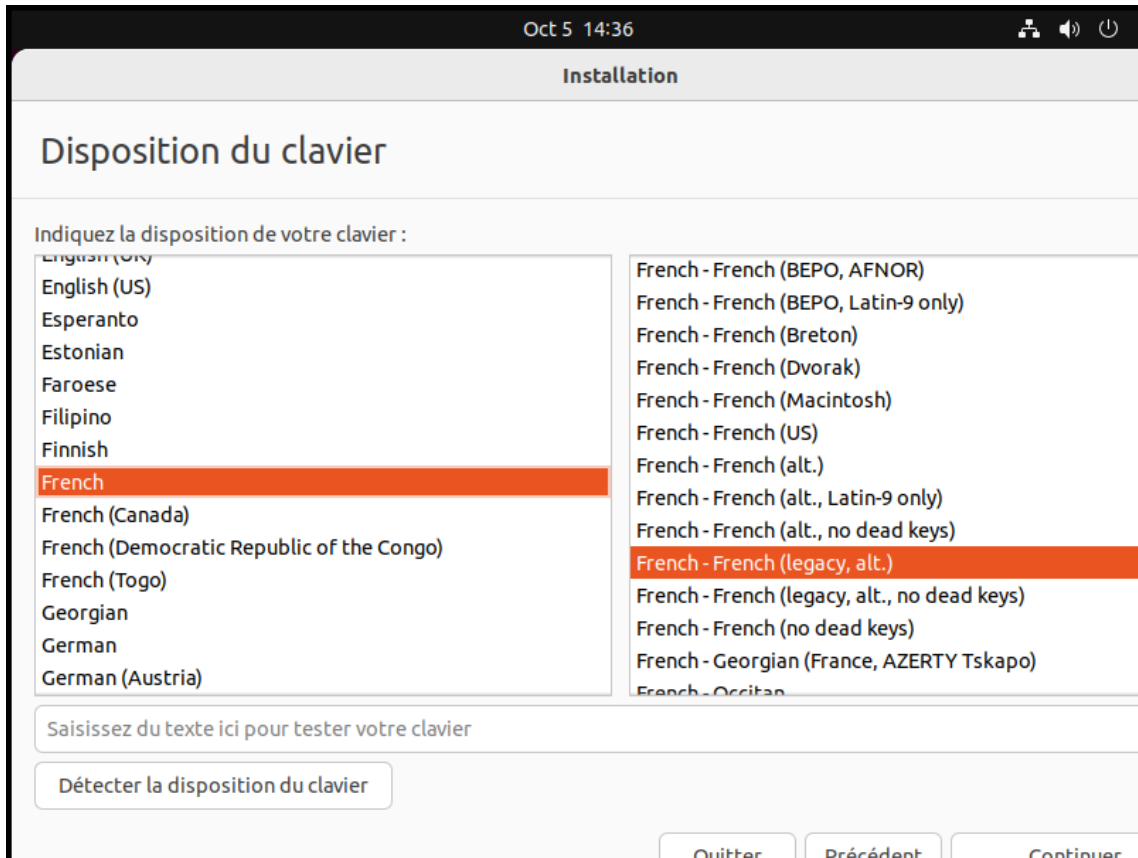 Oct 5 14:36
Installation
Disposition du clavier
Indiquez la disposition de votre clavier :
English (UK)
English (US)
Esperanto
Estonian
Faroese
Filipino
Finnish
French
French (Canada)
French (Democratic Republic of the Congo)
French (Togo)
Georgian
German
German (Austria)
French - French (BEPO, AFNOR)
French - French (BEPO, Latin-9 only)
French - French (Breton)
French - French (Dvorak)
French - French (Macintosh)
French - French (US)
French - French (alt.)
French - French (alt., Latin-9 only)
French - French (alt., no dead keys)
French - French (legacy, alt.)
French - French (legacy, alt., no dead keys)
French - French (no dead keys)
French - Georgian (France, AZERTY Tskapo)
French - Occitan
Saisissez du texte ici pour tester votre clavier
Détecter la disposition du clavier
Quitter Précédent Continuer